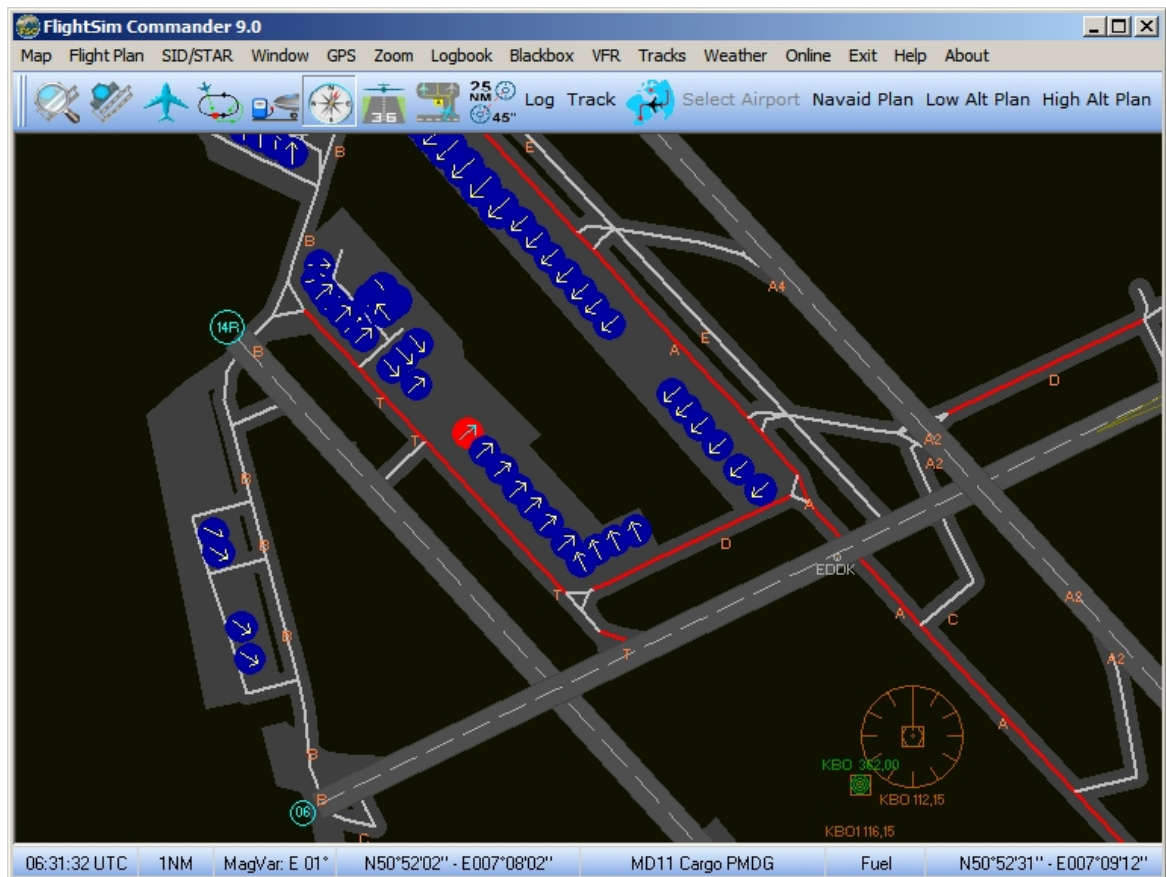 FlightSim Commander 9.0
Map Flight Plan SID/STAR Window GPS Zoom Logbook Blackbox VFR Tracks Weather Online Exit Help About
36 25 NM 45" Log Track Select Airport Navaid Plan Low Alt Plan High Alt Plan
B E
B
B
A4
14R
B A E
D
T
T A2
A2
B
A
B D
EDDK
T A2
A C
B
T A2
A
B
KBO 362,00
KBO 112,15
B
06
KBO1 116,15
C
06:31:32 UTC 1NM MagVar: E 01° N50°52'02'' - E007°08'02'' MD11 Cargo PMDG Fuel N50°52'31'' - E007°09'12''